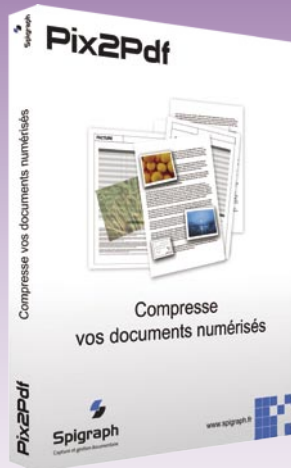 Spigraph
Pix2Pdf
Compresse vos documents numérisés
PICTURE
Compresse
vos documents numérisés
Pix2Pdf
Spigraph
Capture et gestion documentaire
www.spigraph.fr